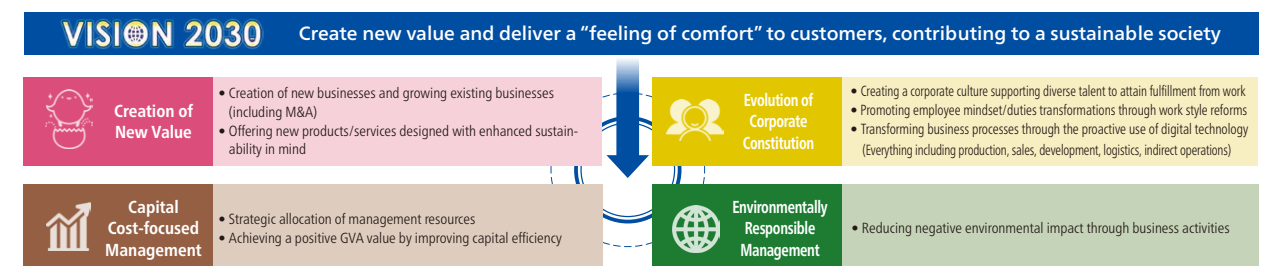 VISION 2030
Create new value and deliver a “feeling of comfort” to customers, contributing to a sustainable society
Creation of
New Value
• Creation of new businesses and growing existing businesses
(including M&A)
• Offering new products/services designed with enhanced sustain-
ability in mind
Evolution of
Corporate
Constitution
• Creating a corporate culture supporting diverse talent to attain fulfillment from work
• Promoting employee mindset/duties transformations through work style reforms
• Transforming business processes through the proactive use of digital technology
(Everything including production, sales, development, logistics, indirect operations)
Capital
Cost-focused
Management
• Strategic allocation of management resources
• Achieving a positive GVA value by improving capital efficiency
Environmentally
Responsible
Management
• Reducing negative environmental impact through business activities